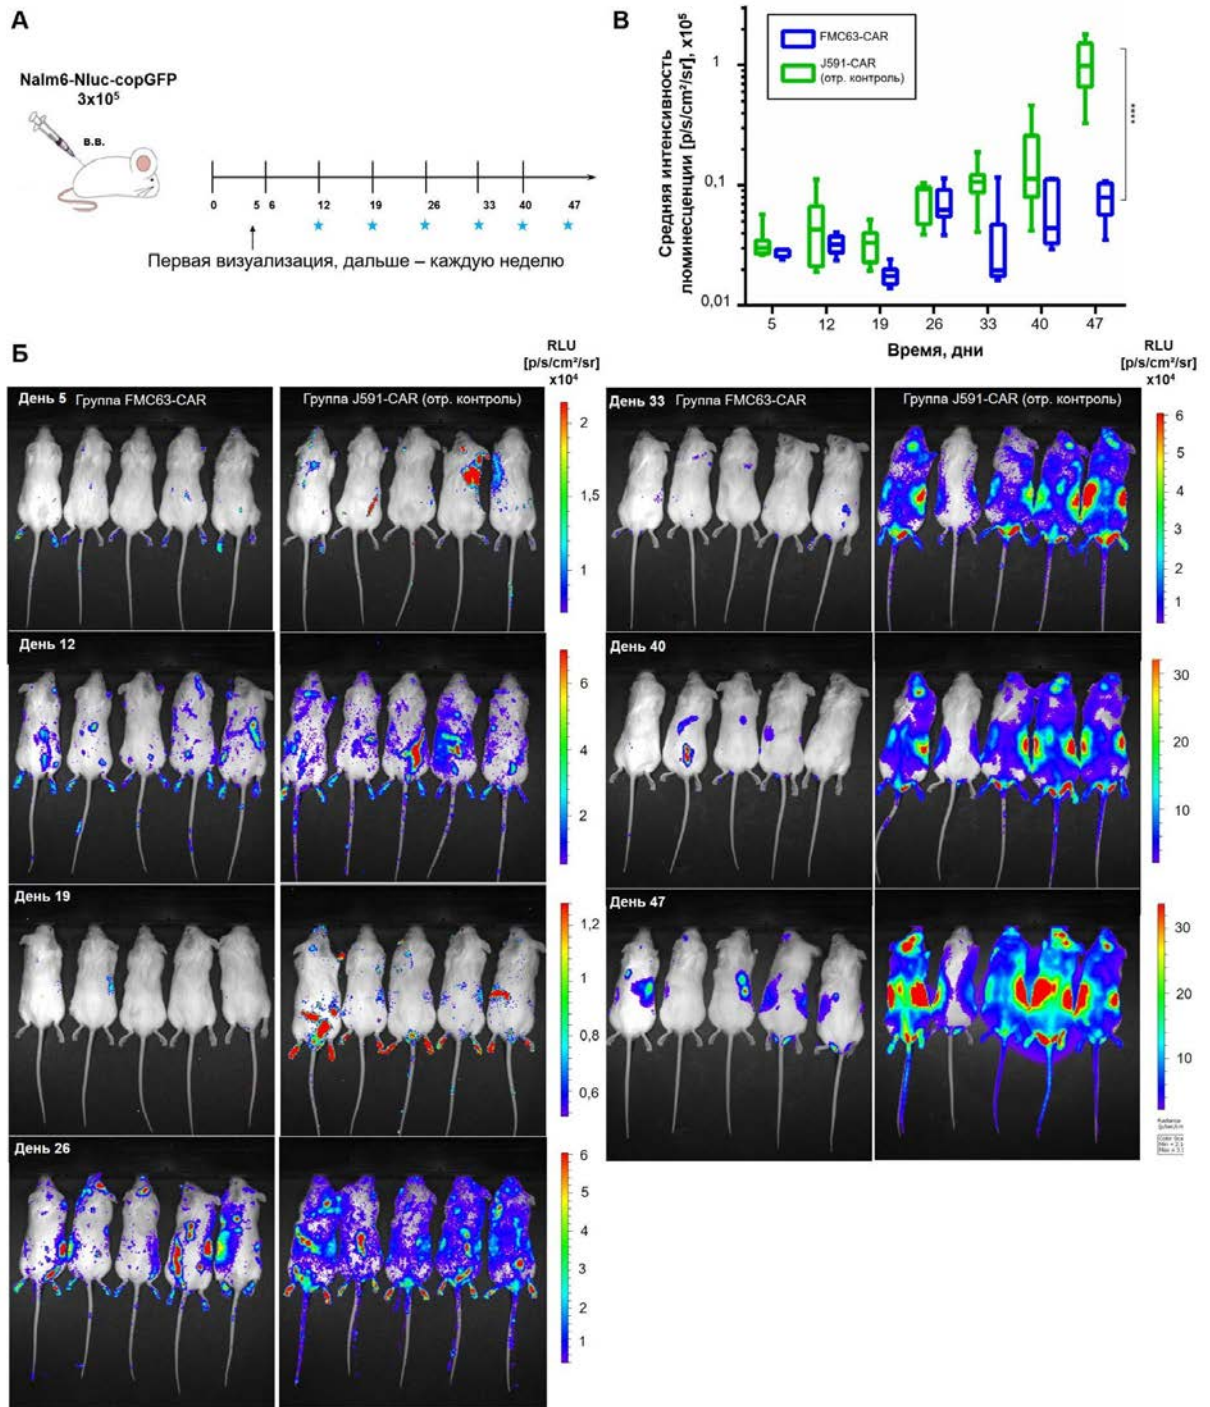 А
Nalm6-Nluc-copGFP
3x10⁵
в.в.
0 5 6 12 19 26 33 40 47
Первая визуализация, дальше – каждую неделю
В
Средняя интенсивность
люминесценции [p/s/cm²/sr], x10⁵
FMC63-CAR
J591-CAR
(отр. контроль)
1
0,1
0,01
****
5 12 19 26 33 40 47
Время, дни
Б
RLU
[p/s/cm²/sr]
x10⁴
День 5 Группа FMC63-CAR
Группа J591-CAR (отр. контроль)
2
1,5
1
День 12
6
4
2
День 19
1,2
0,8
0,6
День 26
6
5
4
3
2
1
RLU
[p/s/cm²/sr]
x10⁴
День 33 Группа FMC63-CAR
Группа J591-CAR (отр. контроль)
6
5
4
3
2
1
День 40
30
20
10
День 47
30
20
10